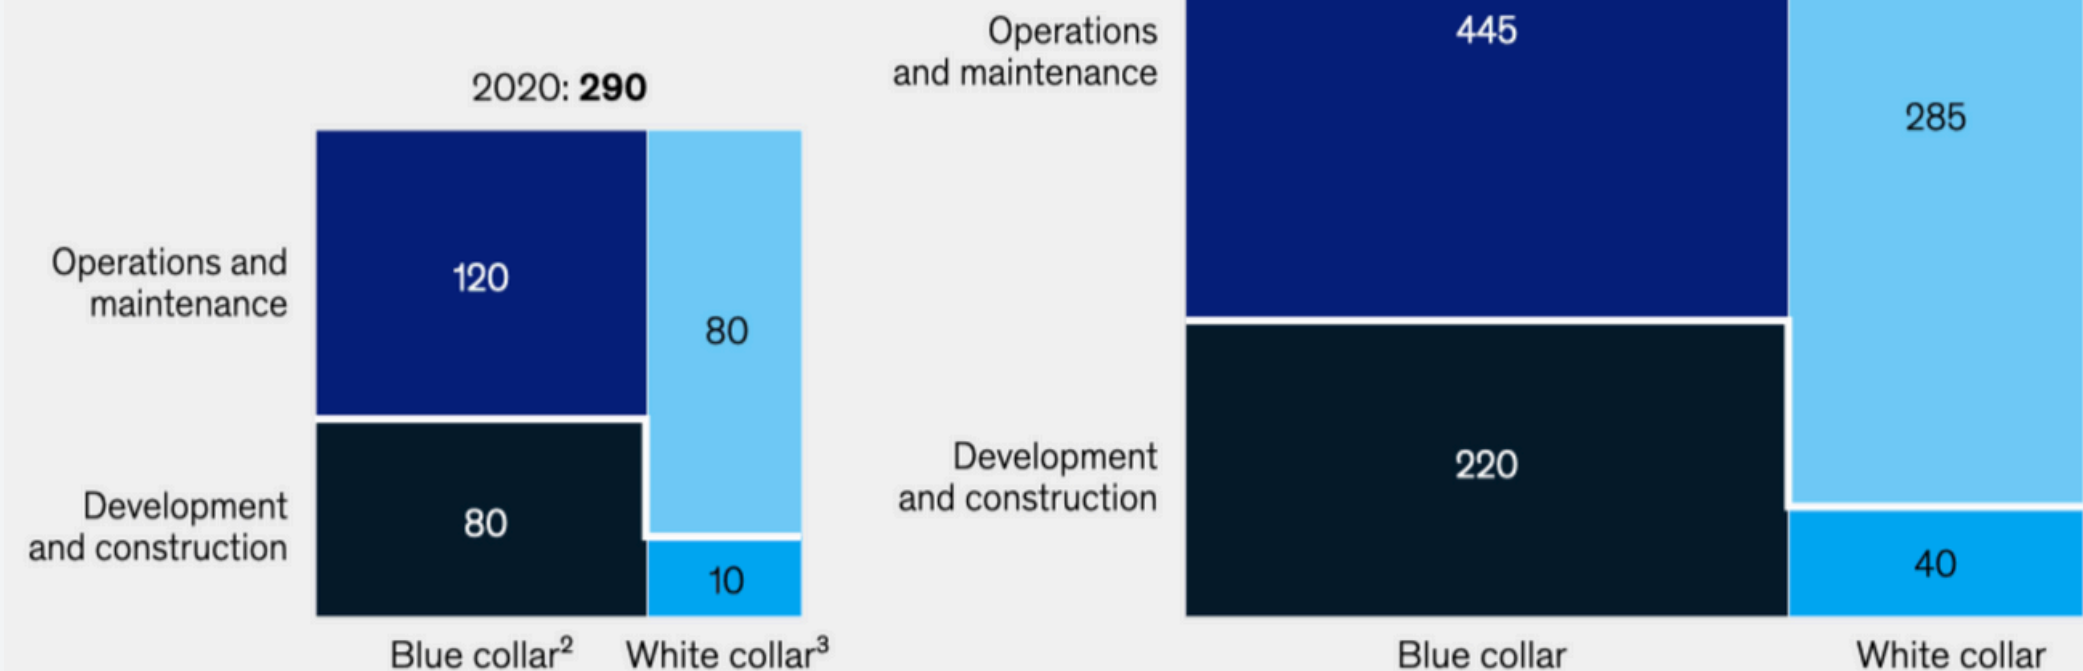 2020: 290
Operations and
maintenance
120
80
Development
and construction
80
10
Blue collar²
White collar³
Operations
and maintenance
445
285
Development
and construction
220
40
Blue collar
White collar